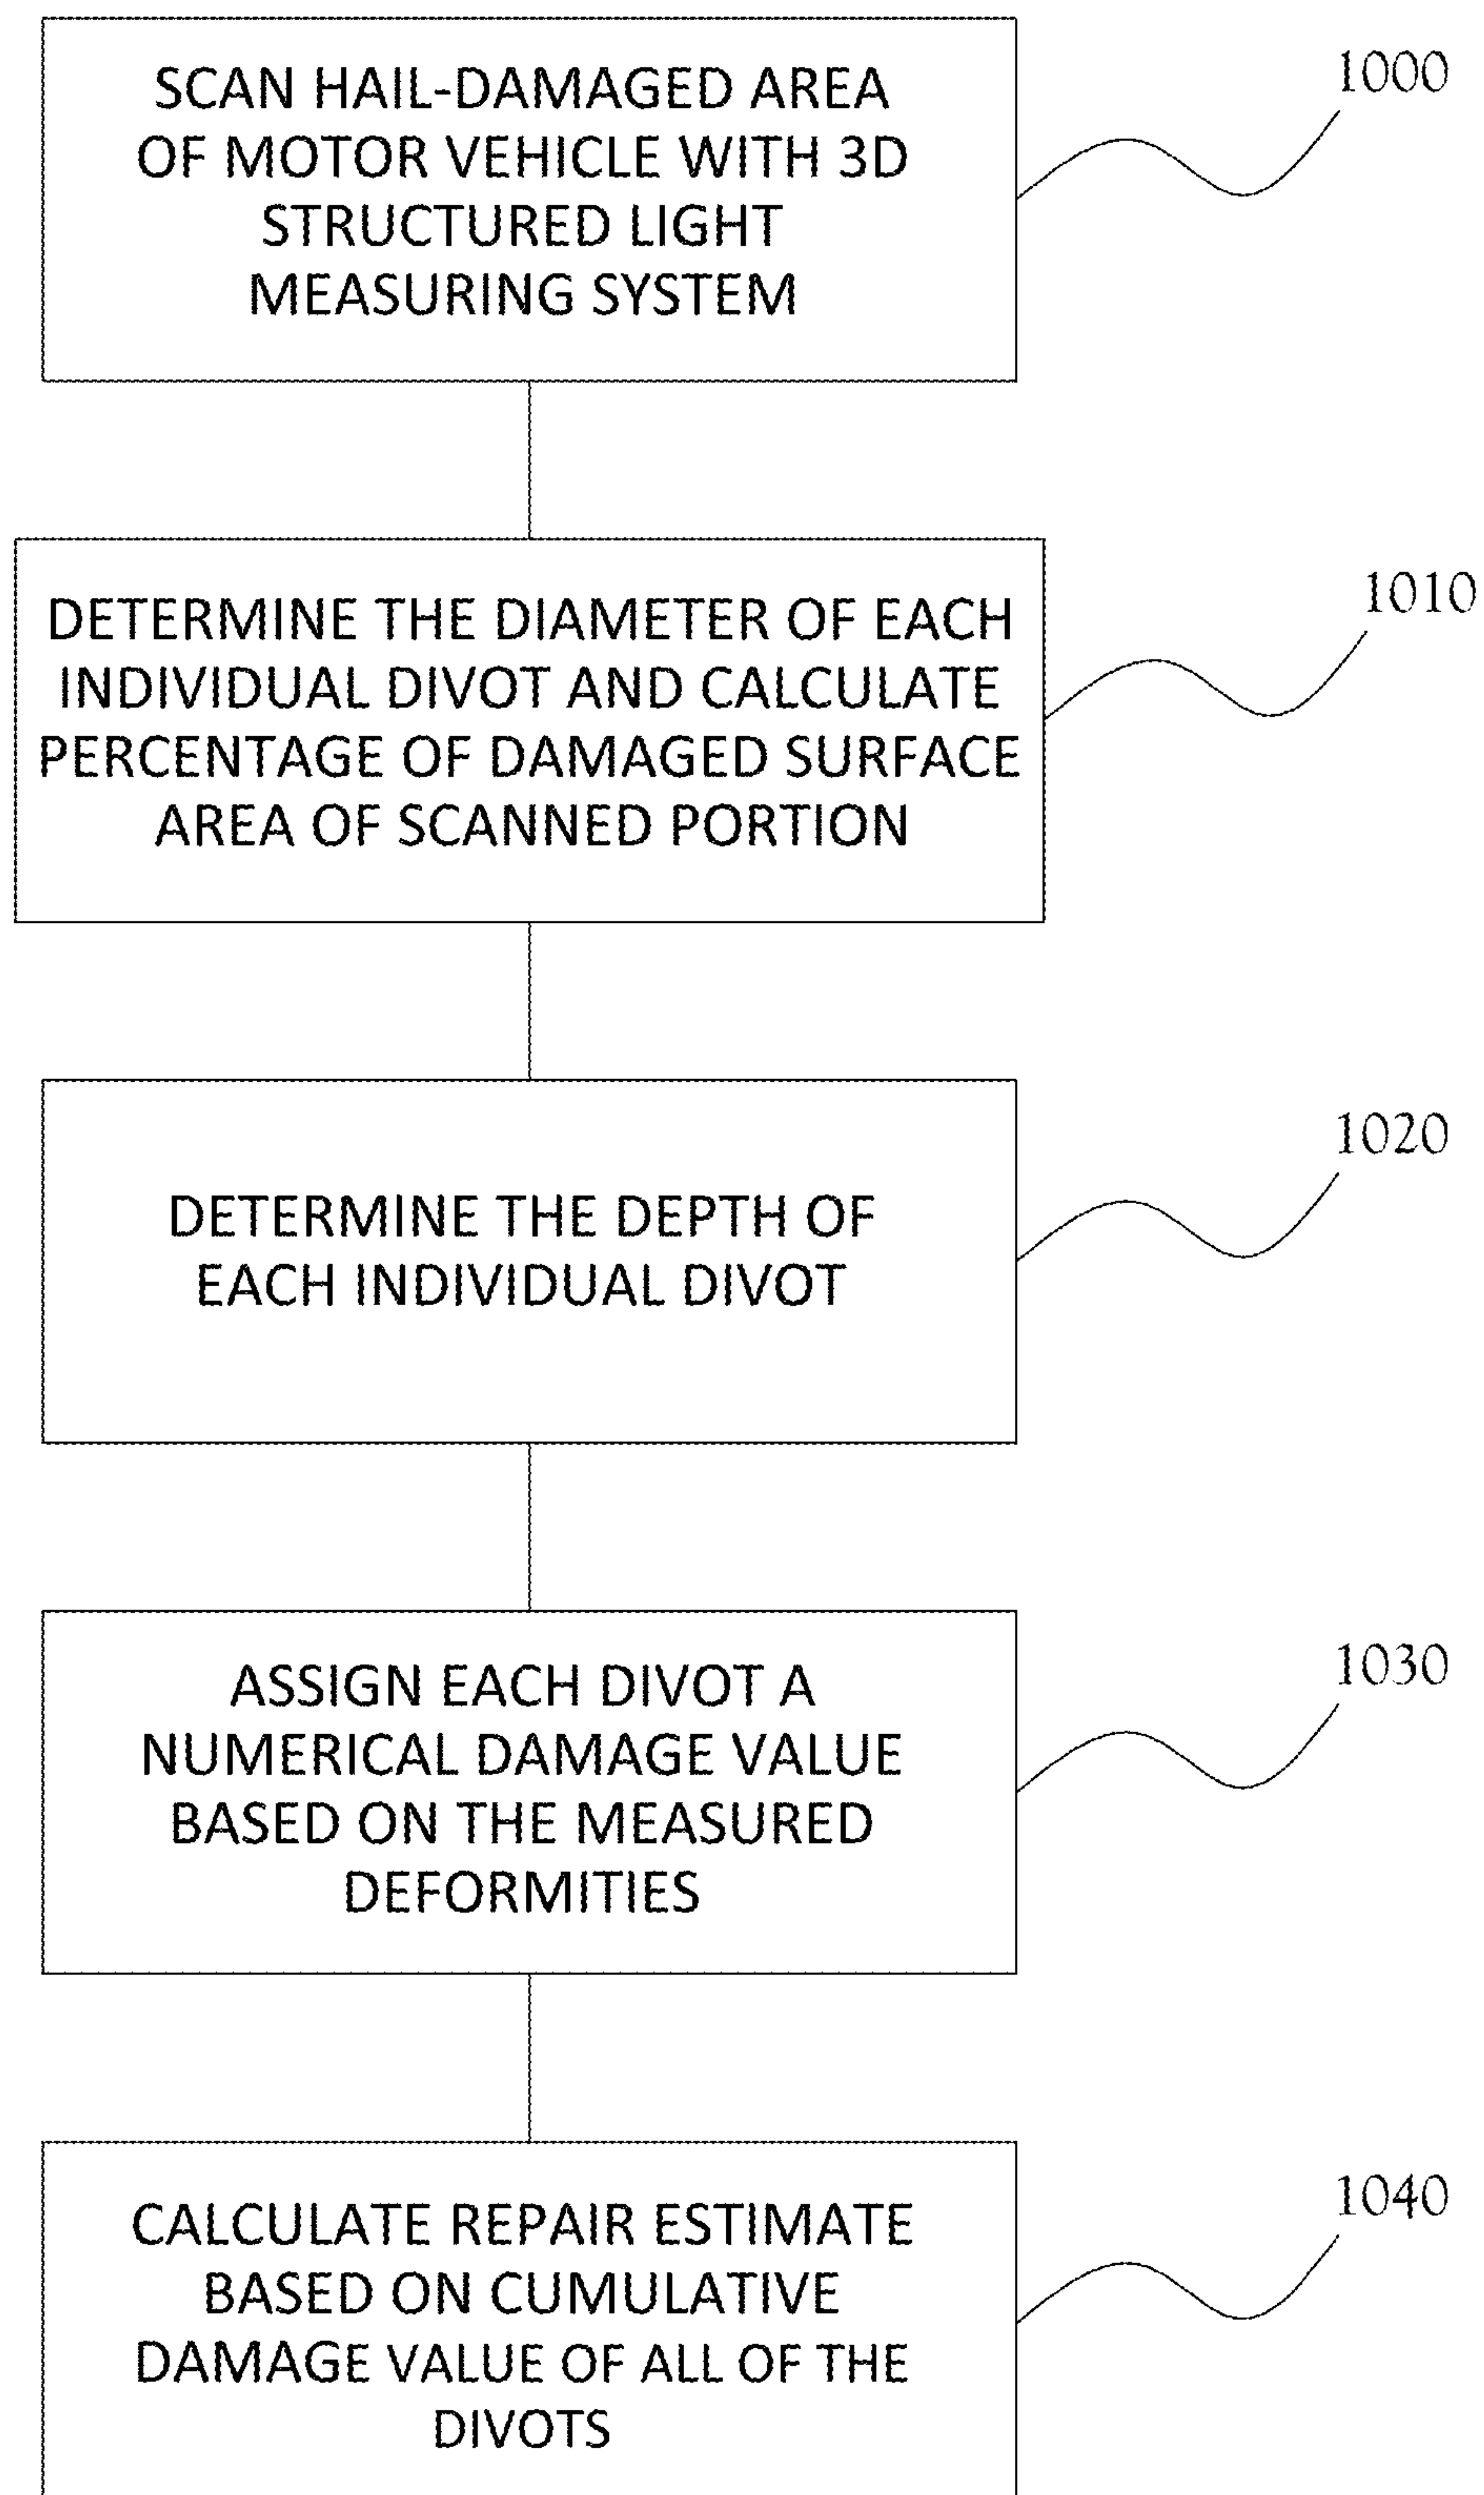 SCAN HAIL-DAMAGED AREA
OF MOTOR VEHICLE WITH 3D
STRUCTURED LIGHT
MEASURING SYSTEM
1000
DETERMINE THE DIAMETER OF EACH
INDIVIDUAL DIVOT AND CALCULATE
PERCENTAGE OF DAMAGED SURFACE
AREA OF SCANNED PORTION
1010
DETERMINE THE DEPTH OF
EACH INDIVIDUAL DIVOT
1020
ASSIGN EACH DIVOT A
NUMERICAL DAMAGE VALUE
BASED ON THE MEASURED
DEFORMITIES
1030
CALCULATE REPAIR ESTIMATE
BASED ON CUMULATIVE
DAMAGE VALUE OF ALL OF THE
DIVOTS
1040